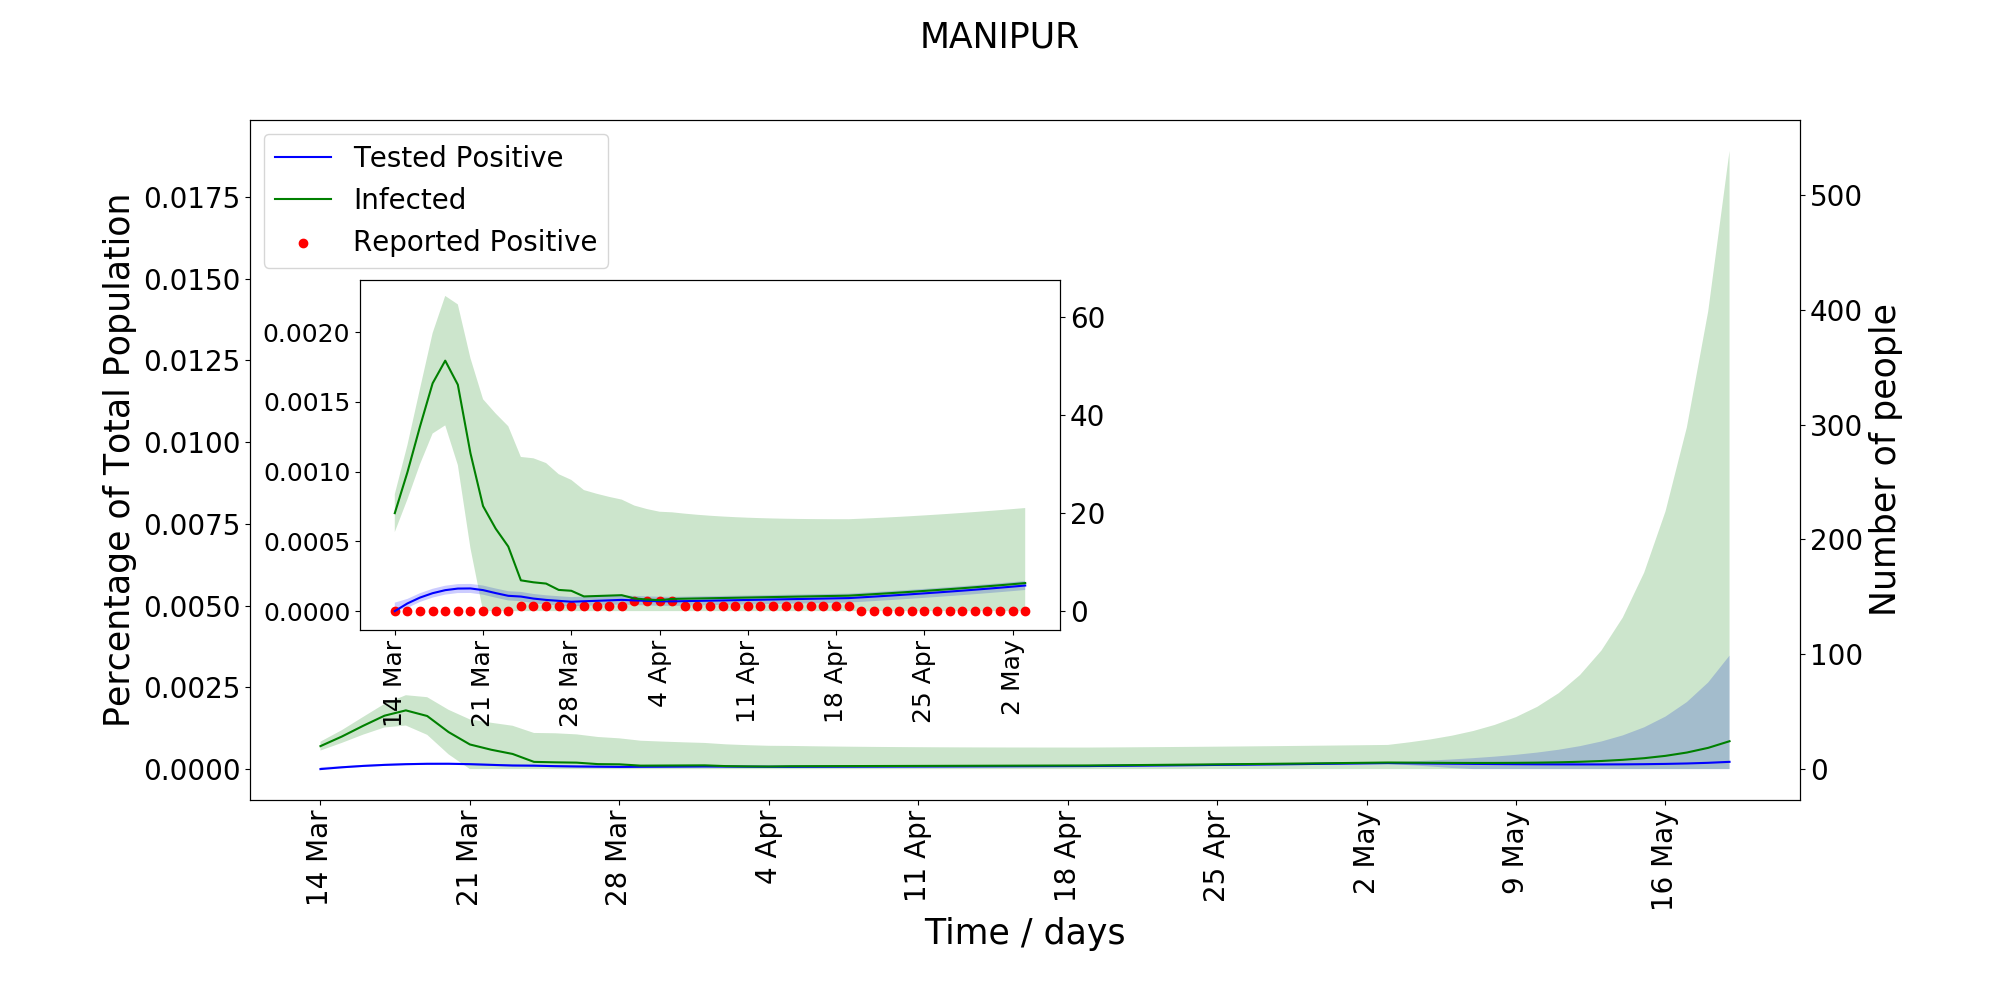 MANIPUR
Tested Positive
Infected
Reported Positive
Percentage of Total Population
0.0175
0.0150
0.0125
0.0100
0.0075
0.0050
0.0025
0.0000
0.0020
0.0015
0.0010
0.0005
0.0000
60
40
20
0
14 Mar
21 Mar
28 Mar
4 Apr
11 Apr
18 Apr
25 Apr
2 May
500
400
300
200
100
0
Number of people
14 Mar
21 Mar
28 Mar
4 Apr
11 Apr
18 Apr
25 Apr
2 May
9 May
16 May
Time / days